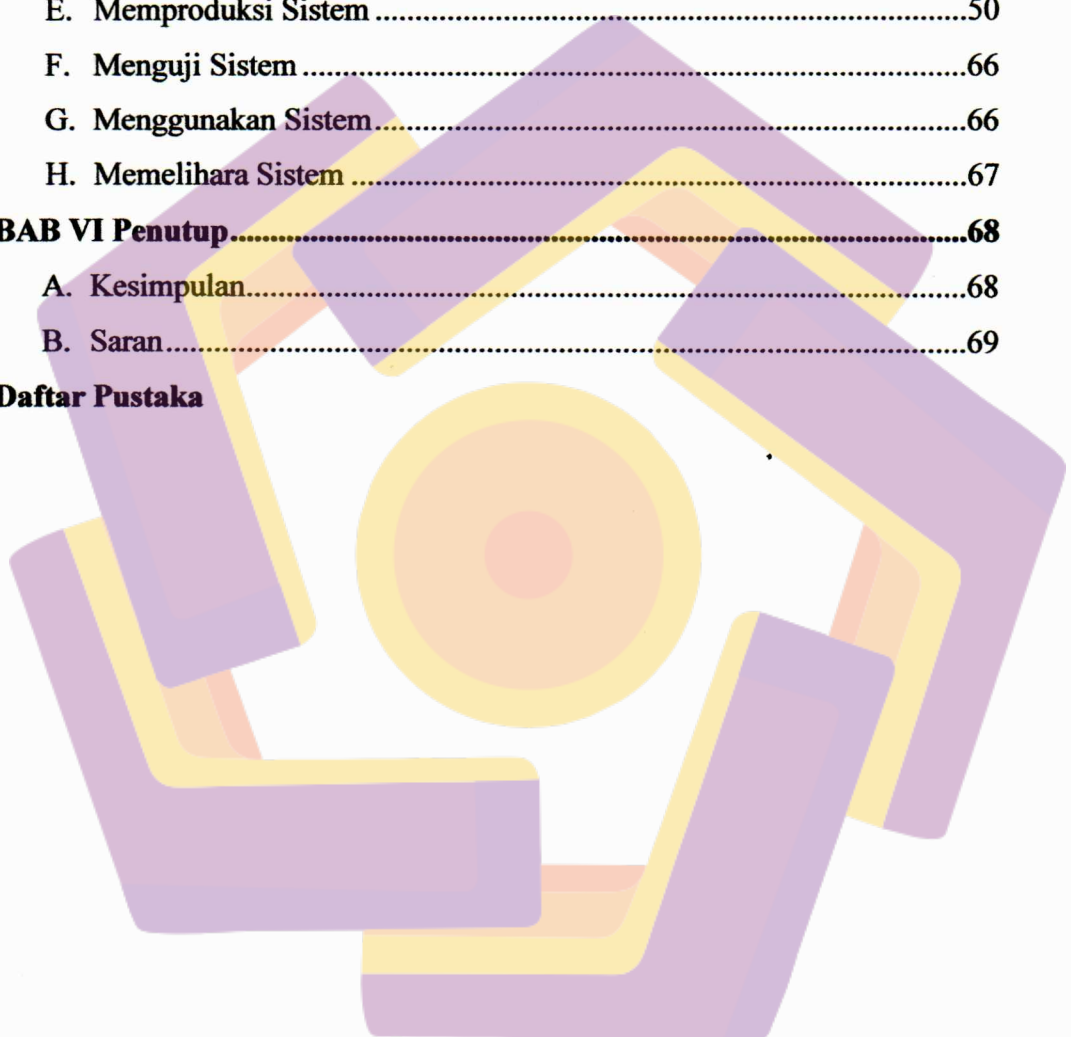 E. Memproduksi Sistem ........................................................................50
F. Menguji Sistem ................................................................................66
G. Menggunakan Sistem.......................................................................66
H. Memelihara Sistem ..........................................................................67
BAB VI Penutup.........................................................................................68
A. Kesimpulan.......................................................................................68
B. Saran.................................................................................................69
Daftar Pustaka